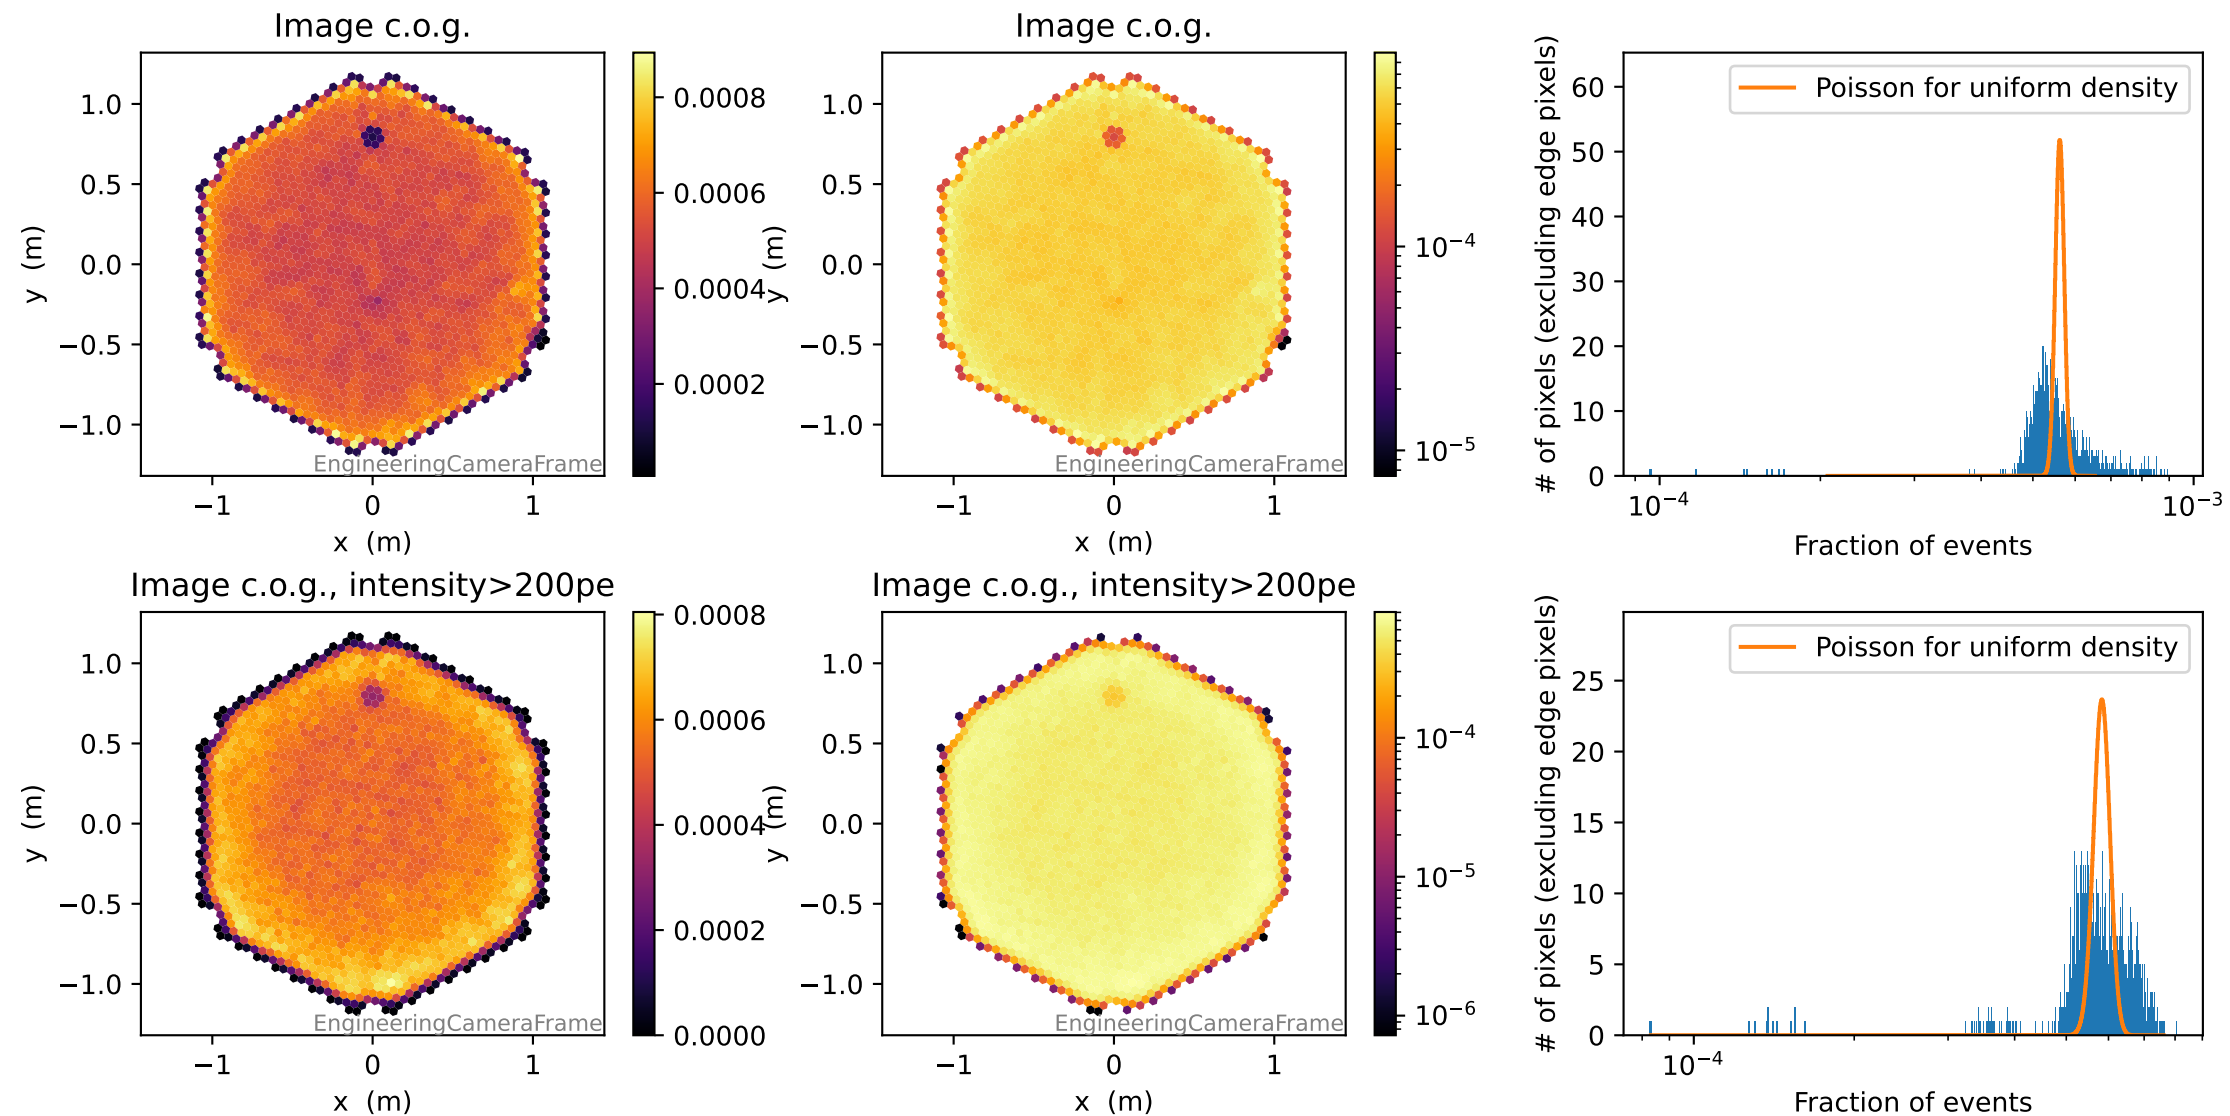 Image c.o.g.
1.0
0.5
0.0
−0.5
−1.0
y (m)
−1
0
1
x (m)
EngineeringCameraFrame
0.0008
0.0006
0.0004
0.0002
Image c.o.g.
1.0
0.5
0.0
−0.5
−1.0
y (m)
−1
0
1
x (m)
EngineeringCameraFrame
10⁻⁴
10⁻⁵
# of pixels (excluding edge pixels)
60
50
40
30
20
10
0
Poisson for uniform density
10⁻⁴
10⁻³
Fraction of events
Image c.o.g., intensity>200pe
1.0
0.5
0.0
−0.5
−1.0
y (m)
−1
0
1
x (m)
EngineeringCameraFrame
0.0008
0.0006
0.0004
0.0002
0.0000
Image c.o.g., intensity>200pe
1.0
0.5
0.0
−0.5
−1.0
y (m)
−1
0
1
x (m)
EngineeringCameraFrame
10⁻⁴
10⁻⁵
10⁻⁶
# of pixels (excluding edge pixels)
25
20
15
10
5
0
Poisson for uniform density
10⁻⁴
Fraction of events